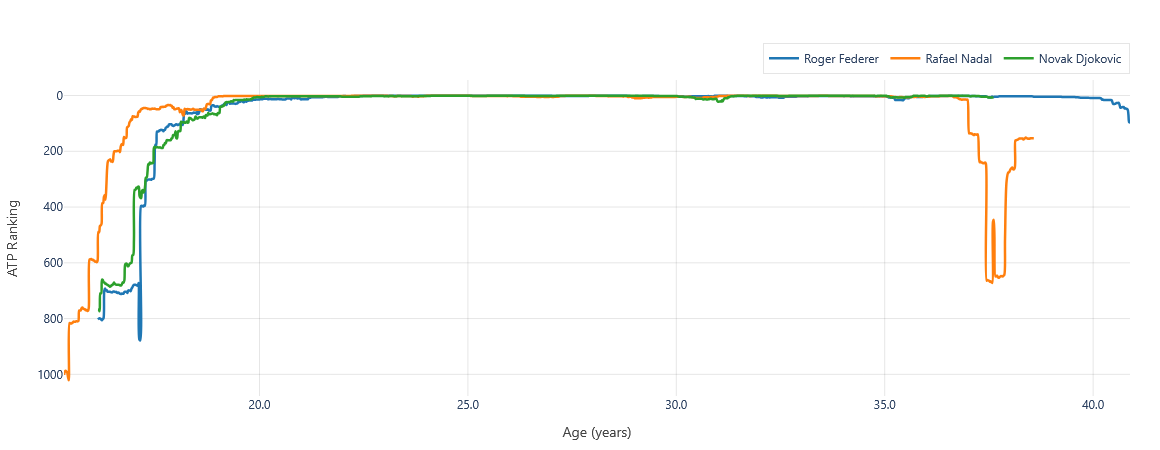 Roger Federer Rafael Nadal Novak Djokovic
0
200
400
600
800
1000
ATP Ranking
20.0 25.0 30.0 35.0 40.0
Age (years)